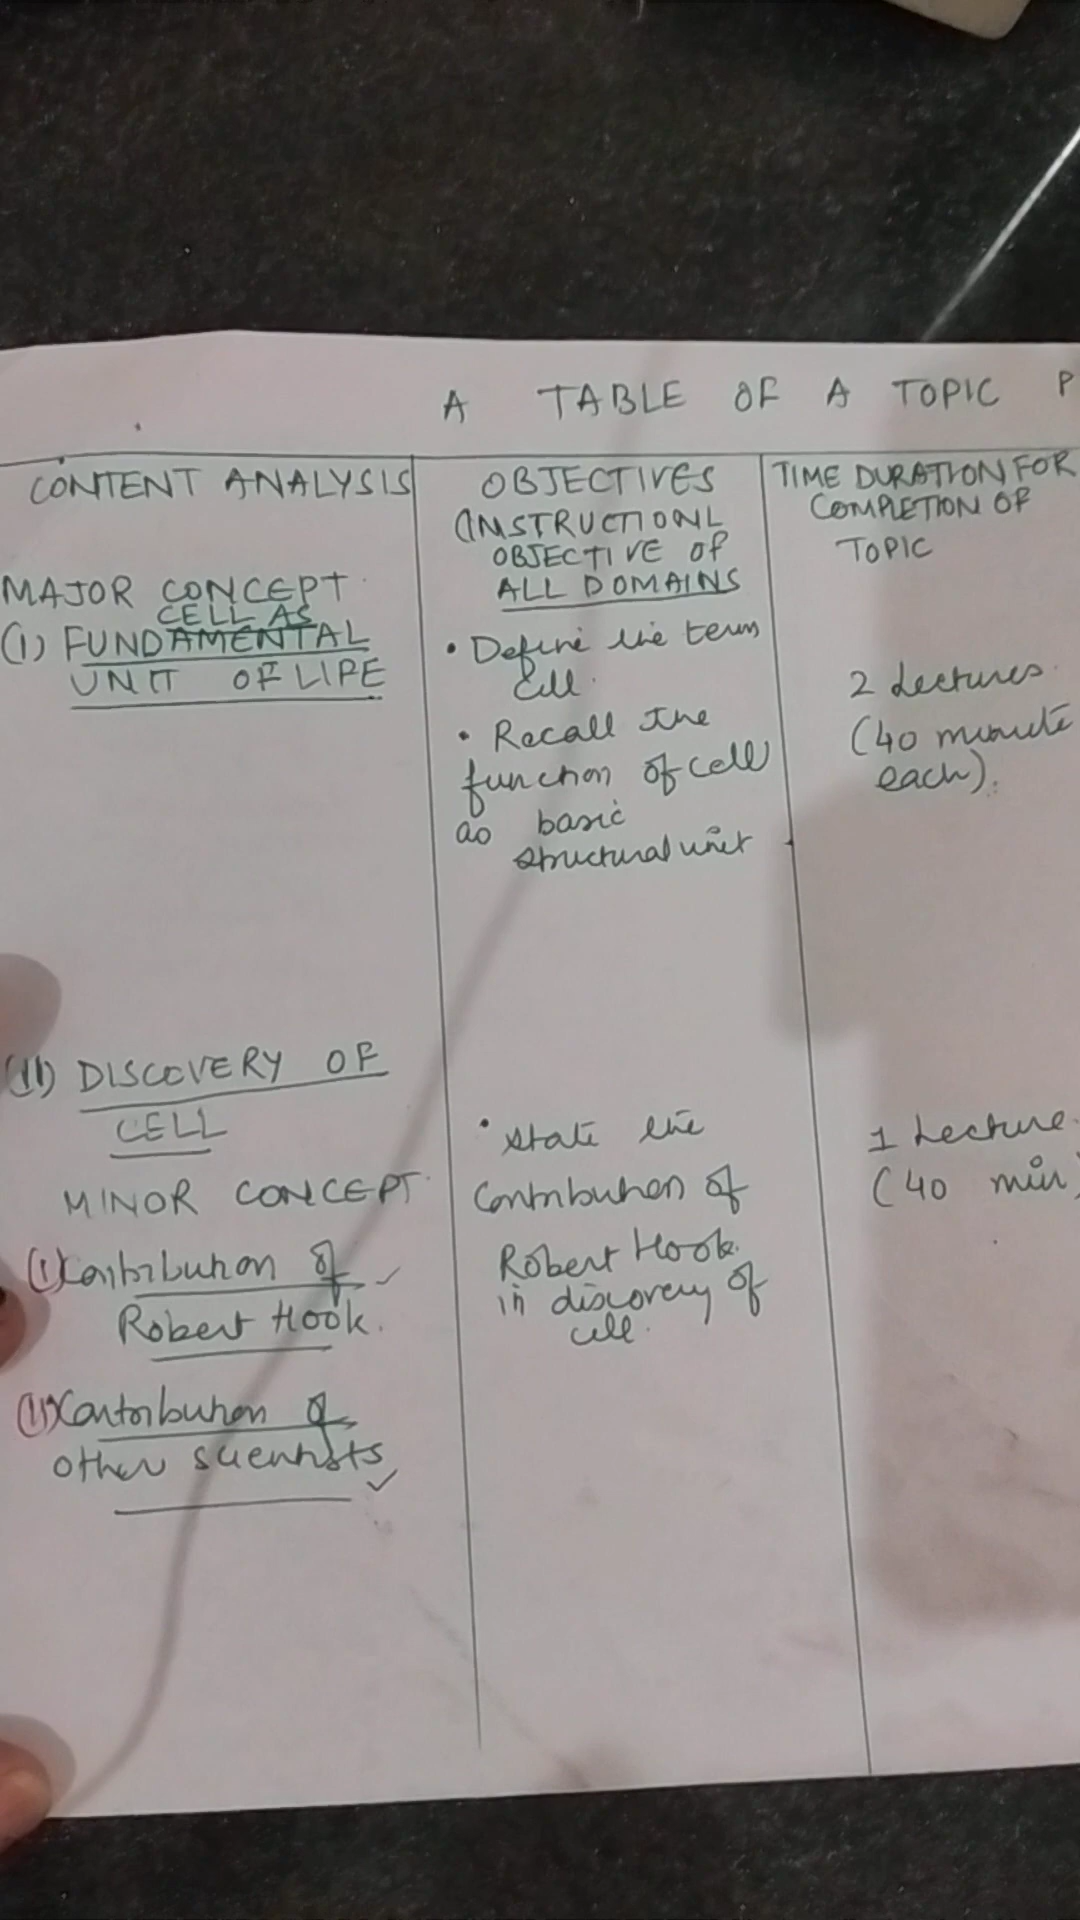 A TABLE OF A TOPIC P
CONTENT ANALYSIS
MAJOR CONCEPT
CELL AS
(I) FUNDAMENTAL
UNIT OF LIFE
(II) DISCOVERY OF
CELL
MINOR CONCEPT
(I) Contribution of
Robert Hook.
(II) Contribution of
other scientists
OBJECTIVES
(INSTRUCTIONL
OBJECTIVE OF
ALL DOMAINS
• Define the term
Cell.
• Recall the
function of cell
as basic
structural unit
• State the
Contribution of
Robert Hook.
in discovery of
cell.
TIME DURATION FOR
COMPLETION OF
TOPIC
2 Lectures.
(40 minute
each).
1 Lecture.
(40 min)